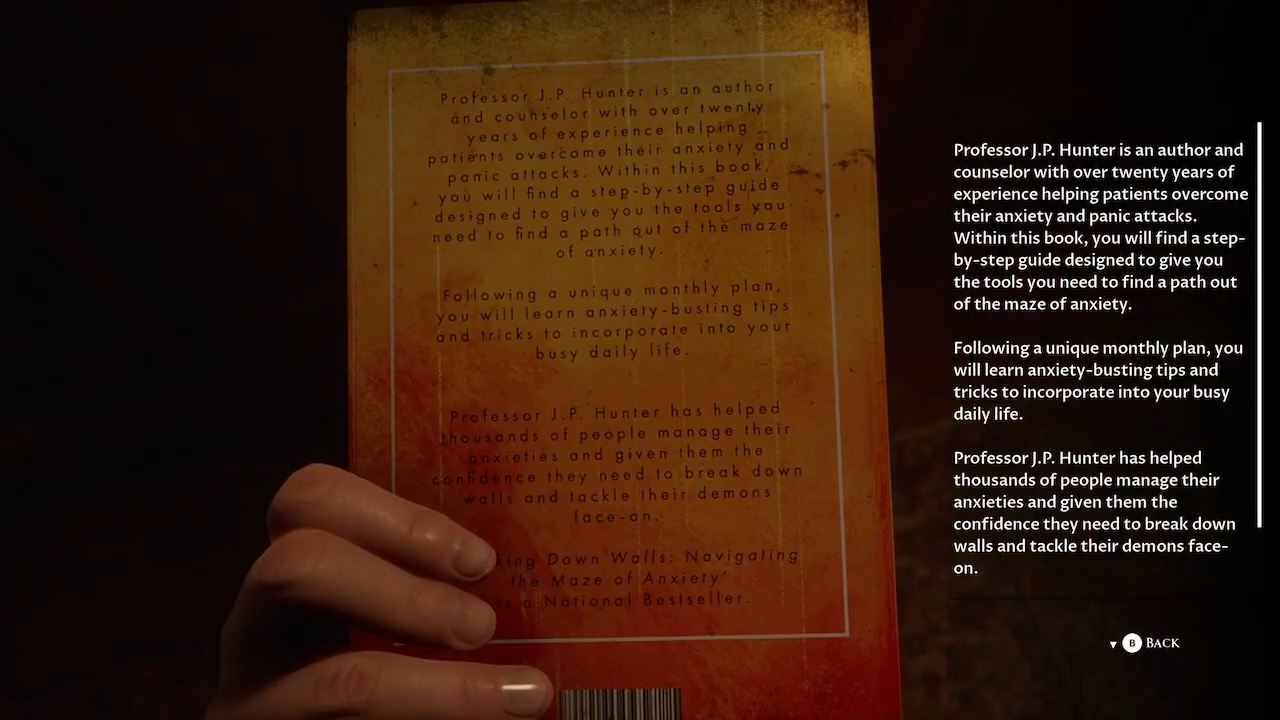 Professor J.P. Hunter is an author
and counselor with over twenty
years of experience helping
patients overcome their anxiety and
panic attacks. Within this book,
you will find a step-by-step guide
designed to give you the tools you
need to find a path out of the maze
of anxiety.
Following a unique monthly plan,
you will learn anxiety-busting tips
and tricks to incorporate into your
busy daily life.
Professor J.P. Hunter has helped
thousands of people manage their
anxieties and given them the
confidence they need to break down
walls and tackle their demons
face-on.
king Down Walls: Navigating
the Maze of Anxiety'
is a National Bestseller.
Professor J.P. Hunter is an author and
counselor with over twenty years of
experience helping patients overcome
their anxiety and panic attacks.
Within this book, you will find a step-
by-step guide designed to give you
the tools you need to find a path out
of the maze of anxiety.
Following a unique monthly plan, you
will learn anxiety-busting tips and
tricks to incorporate into your busy
daily life.
Professor J.P. Hunter has helped
thousands of people manage their
anxieties and given them the
confidence they need to break down
walls and tackle their demons face-
on.
B BACK